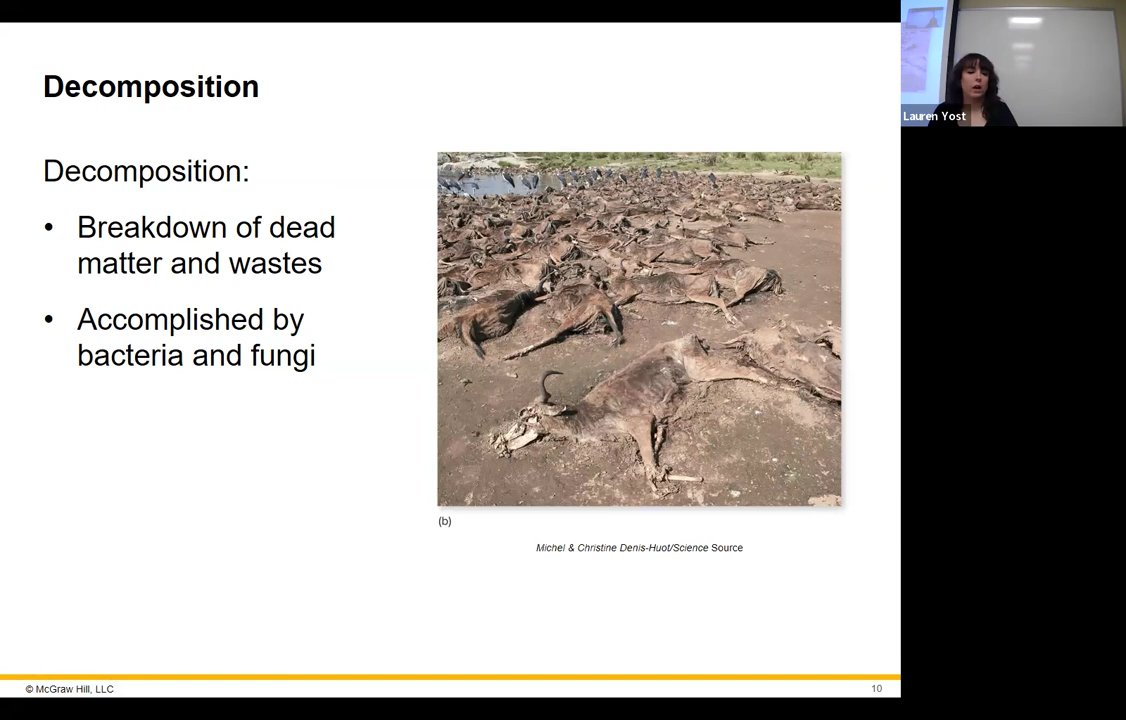 Decomposition
Decomposition:
• Breakdown of dead
matter and wastes
• Accomplished by
bacteria and fungi
(b)
Michel & Christine Denis-Huot/Science Source
© McGraw Hill, LLC
10
Lauren Yost